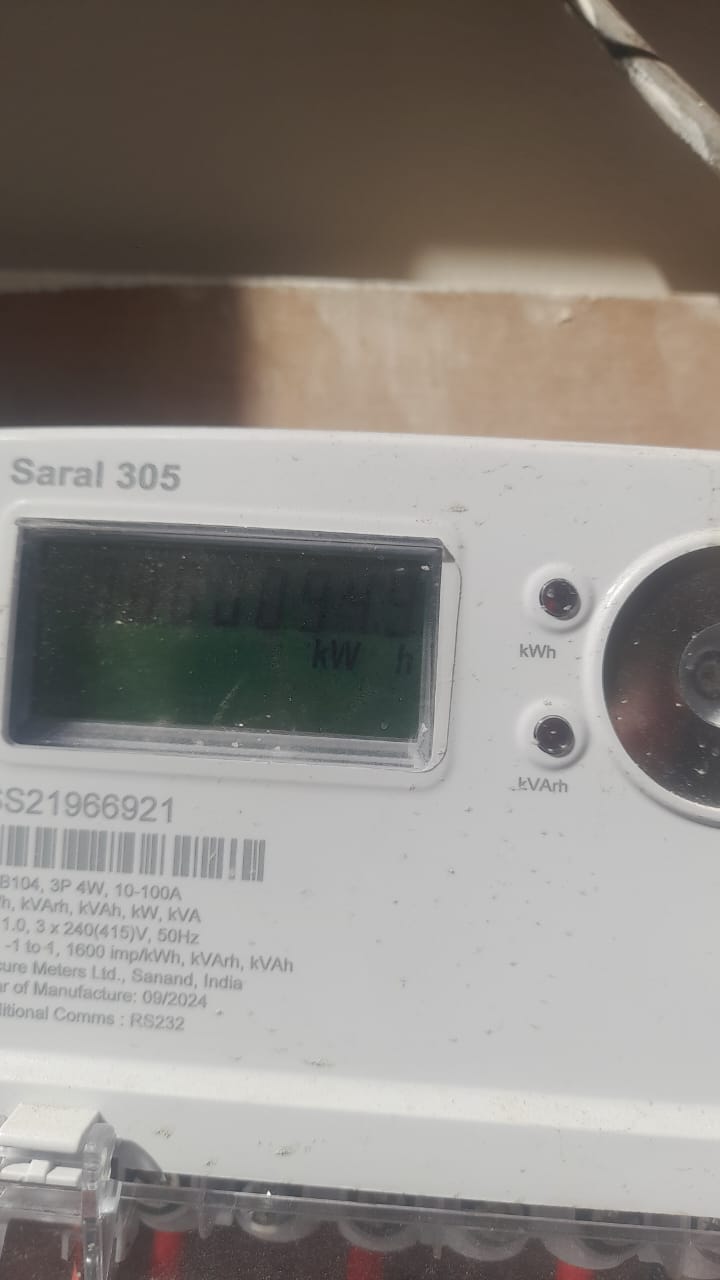 Saral 305
kW h
kWh
kVArh
SS21966921
B104, 3P 4W, 10-100A
h, kVArh, kVAh, kW, kVA
1.0, 3 x 240(415)V, 50Hz
-1 to 1, 1600 imp/kWh, kVArh, kVAh
cure Meters Ltd., Sanand, India
ar of Manufacture: 09/2024
ditional Comms : RS232